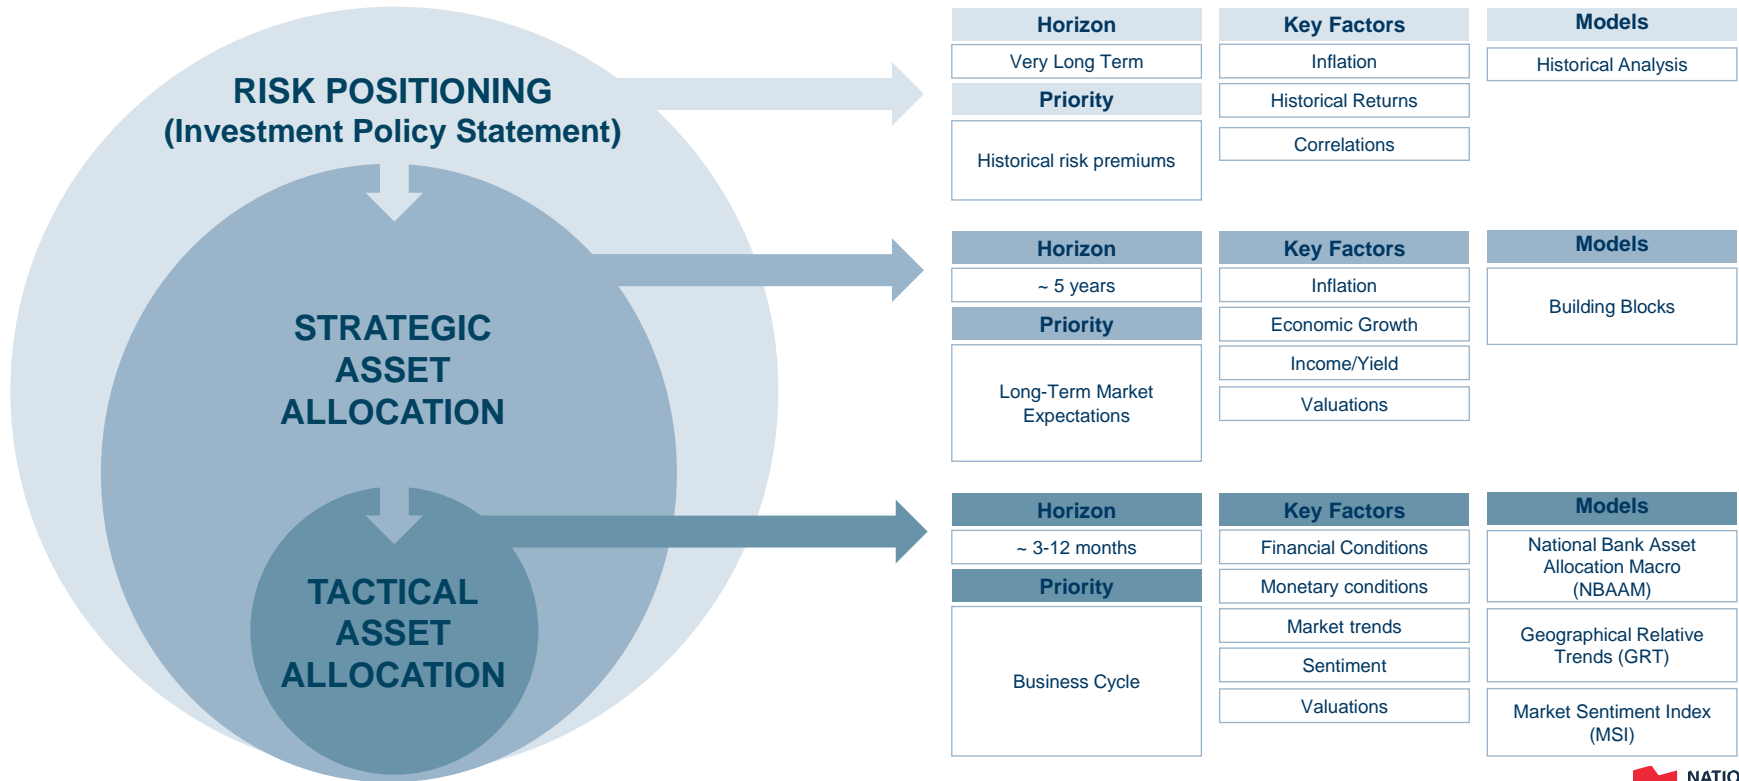 RISK POSITIONING
(Investment Policy Statement)
STRATEGIC
ASSET
ALLOCATION
TACTICAL
ASSET
ALLOCATION
Horizon
Very Long Term
Priority
Historical risk premiums
Key Factors
Inflation
Historical Returns
Correlations
Models
Historical Analysis
Horizon
~ 5 years
Priority
Long-Term Market
Expectations
Key Factors
Inflation
Economic Growth
Income/Yield
Valuations
Models
Building Blocks
Horizon
~ 3-12 months
Priority
Business Cycle
Key Factors
Financial Conditions
Monetary conditions
Market trends
Sentiment
Valuations
Models
National Bank Asset
Allocation Macro
(NBAAM)
Geographical Relative
Trends (GRT)
Market Sentiment Index
(MSI)